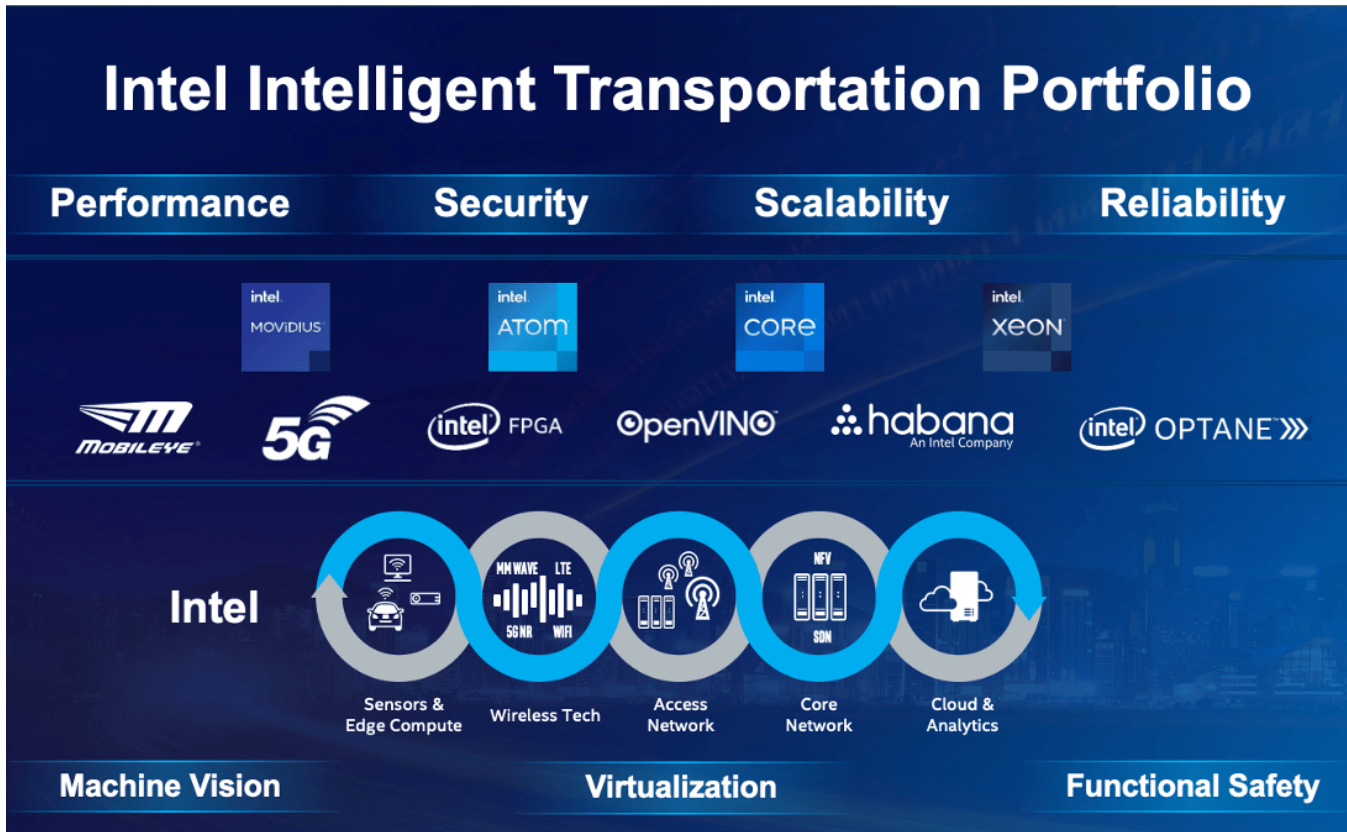 Intel Intelligent Transportation Portfolio
Performance Security Scalability Reliability
intel. MOVIDIUS
intel. ATOM
intel. CORE
intel. XEON
MOBILEYE®
5G
intel® FPGA
OpenVINO™
habana
An Intel Company
intel® OPTANE™
Intel
MM WAVE LTE
5G NR WIFI
NFV
SDN
Sensors &
Edge Compute
Wireless Tech
Access
Network
Core
Network
Cloud &
Analytics
Machine Vision Virtualization Functional Safety